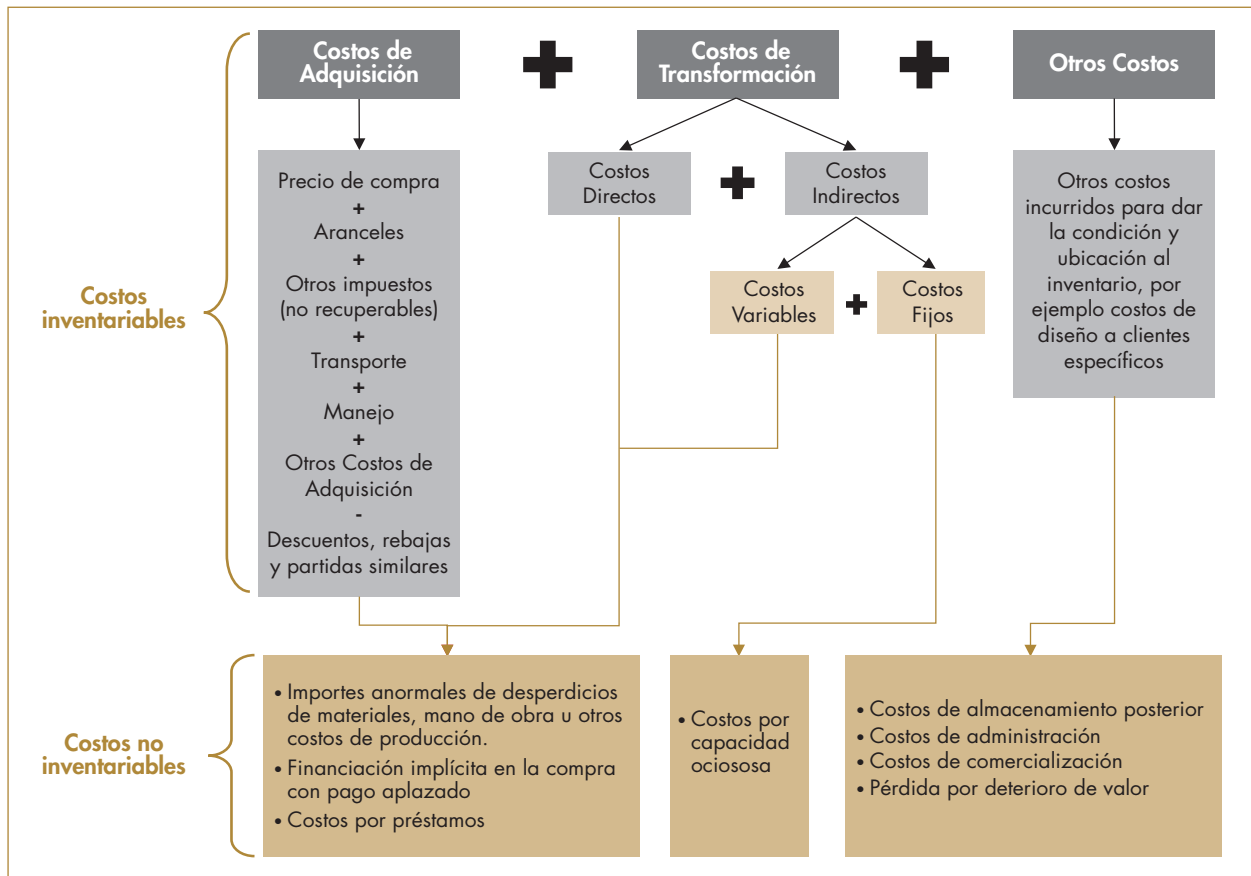 Costos de
Adquisición
+
Costos de
Transformación
+
Otros Costos
Costos
inventariables
Precio de compra
+
Aranceles
+
Otros impuestos
(no recuperables)
+
Transporte
+
Manejo
+
Otros Costos de
Adquisición
-
Descuentos, rebajas
y partidas similares
Costos
Directos
+
Costos
Indirectos
Costos
Variables
+
Costos
Fijos
Otros costos
incurridos para dar
la condición y
ubicación al
inventario, por
ejemplo costos de
diseño a clientes
específicos
Costos no
inventariables
• Importes anormales de desperdicios
de materiales, mano de obra u otros
costos de producción.
• Financiación implícita en la compra
con pago aplazado
• Costos por préstamos
• Costos por
capacidad
ociososa
• Costos de almacenamiento posterior
• Costos de administración
• Costos de comercialización
• Pérdida por deterioro de valor